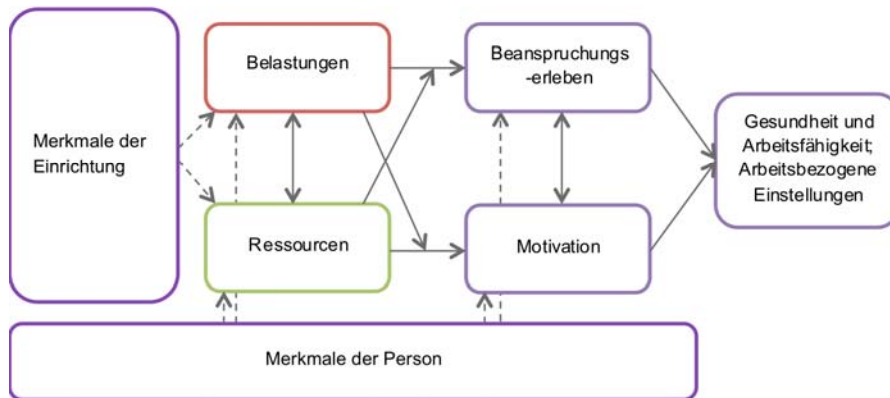 Merkmale der
Einrichtung
Belastungen
Ressourcen
Beanspruchungs
-erleben
Motivation
Gesundheit und
Arbeitsfähigkeit;
Arbeitsbezogene
Einstellungen
Merkmale der Person